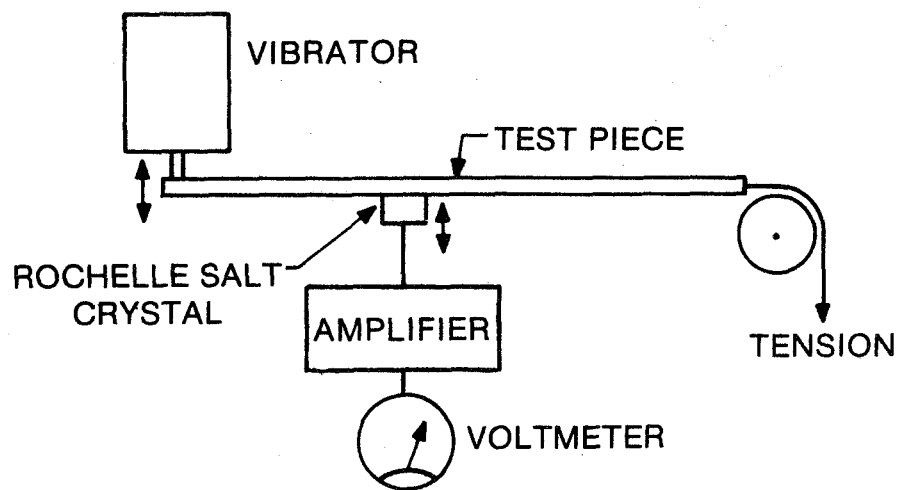 VIBRATOR
TEST PIECE
ROCHELLE SALT
CRYSTAL
AMPLIFIER
TENSION
VOLTMETER